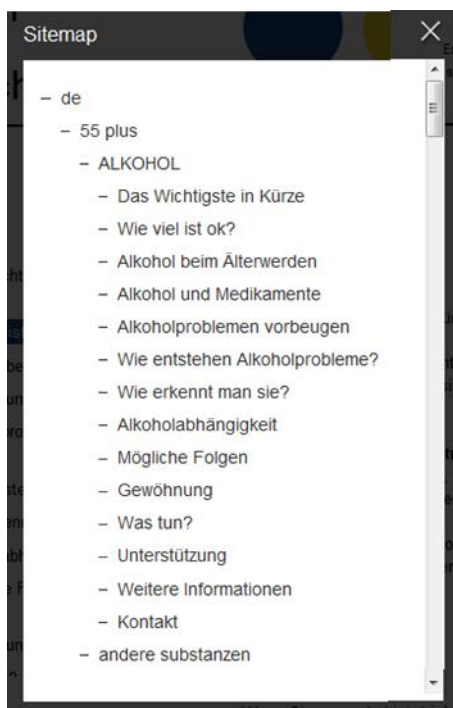 Sitemap
– de
– 55 plus
– ALKOHOL
– Das Wichtigste in Kürze
– Wie viel ist ok?
– Alkohol beim Älterwerden
– Alkohol und Medikamente
– Alkoholproblemen vorbeugen
– Wie entstehen Alkoholprobleme?
– Wie erkennt man sie?
– Alkoholabhängigkeit
– Mögliche Folgen
– Gewöhnung
– Was tun?
– Unterstützung
– Weitere Informationen
– Kontakt
– andere substanzen